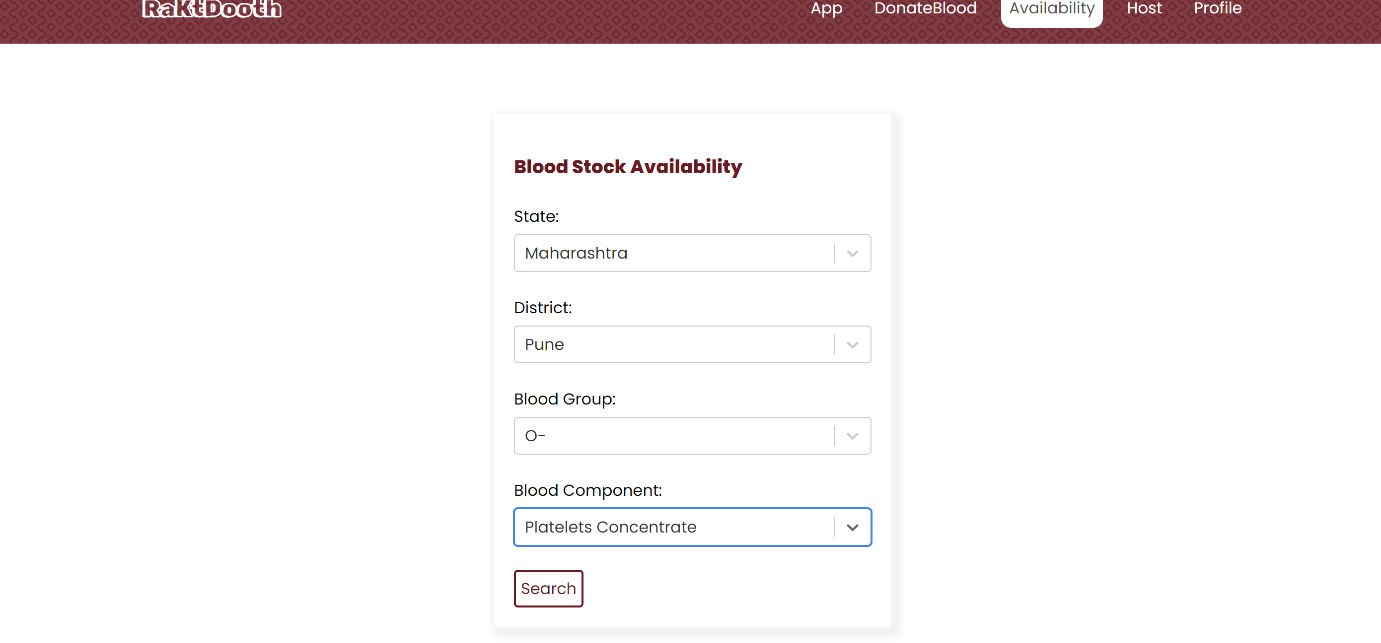 RaKtDooth
App DonateBlood Availability Host Profile
Blood Stock Availability
State:
Maharashtra
District:
Pune
Blood Group:
O-
Blood Component:
Platelets Concentrate
Search